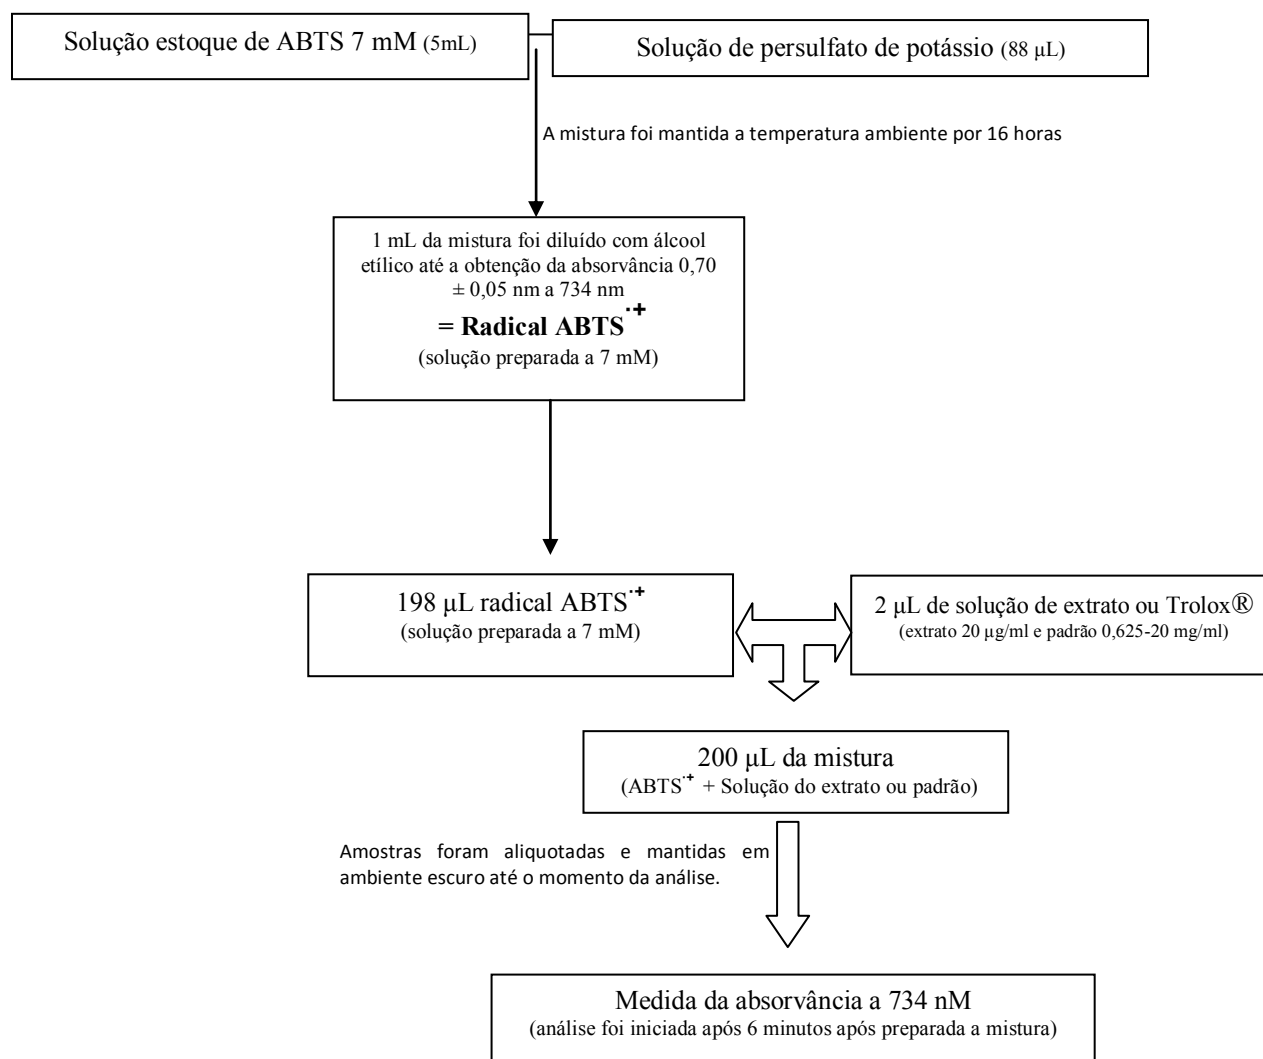 Solução estoque de ABTS 7 mM (5mL)
Solução de persulfato de potássio (88 µL)
A mistura foi mantida a temperatura ambiente por 16 horas
1 mL da mistura foi diluído com álcool
etílico até a obtenção da absorvância 0,70
± 0,05 nm a 734 nm
= Radical ABTS·+
(solução preparada a 7 mM)
198 µL radical ABTS·+
(solução preparada a 7 mM)
2 µL de solução de extrato ou Trolox®
(extrato 20 µg/ml e padrão 0,625-20 mg/ml)
200 µL da mistura
(ABTS·+ + Solução do extrato ou padrão)
Amostras foram aliquotadas e mantidas em
ambiente escuro até o momento da análise.
Medida da absorvância a 734 nM
(análise foi iniciada após 6 minutos após preparada a mistura)